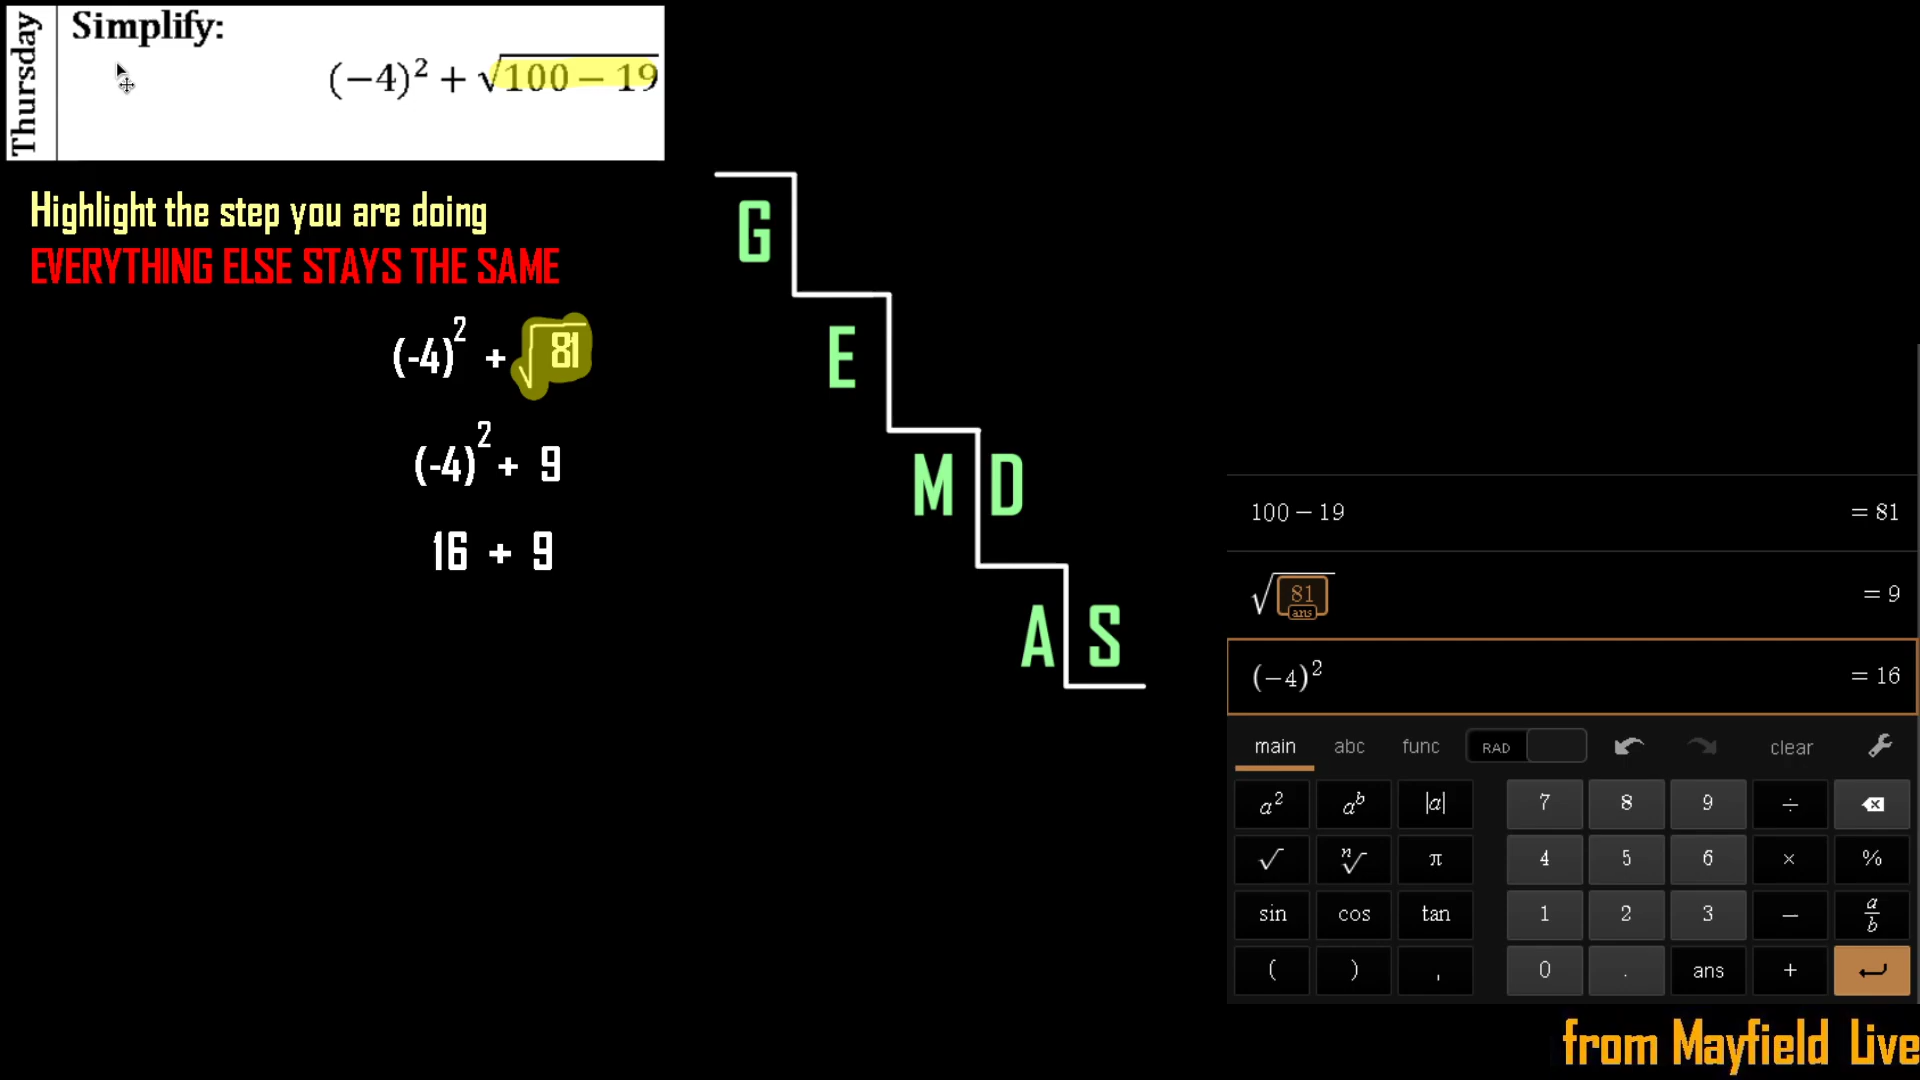 Thursday
Simplify:
(−4)² + √100 − 19
Highlight the step you are doing
EVERYTHING ELSE STAYS THE SAME
(-4)² + √81
(-4)² + 9
16 + 9
G
E
M D
A S
100 − 19 = 81
√81 = 9
ans
(−4)² = 16
main abc func RAD clear
a² aᵇ |a| 7 8 9 ÷
√ ⁿ√ π 4 5 6 × %
sin cos tan 1 2 3 − a/b
( ) , 0 . ans +
from Mayfield Live